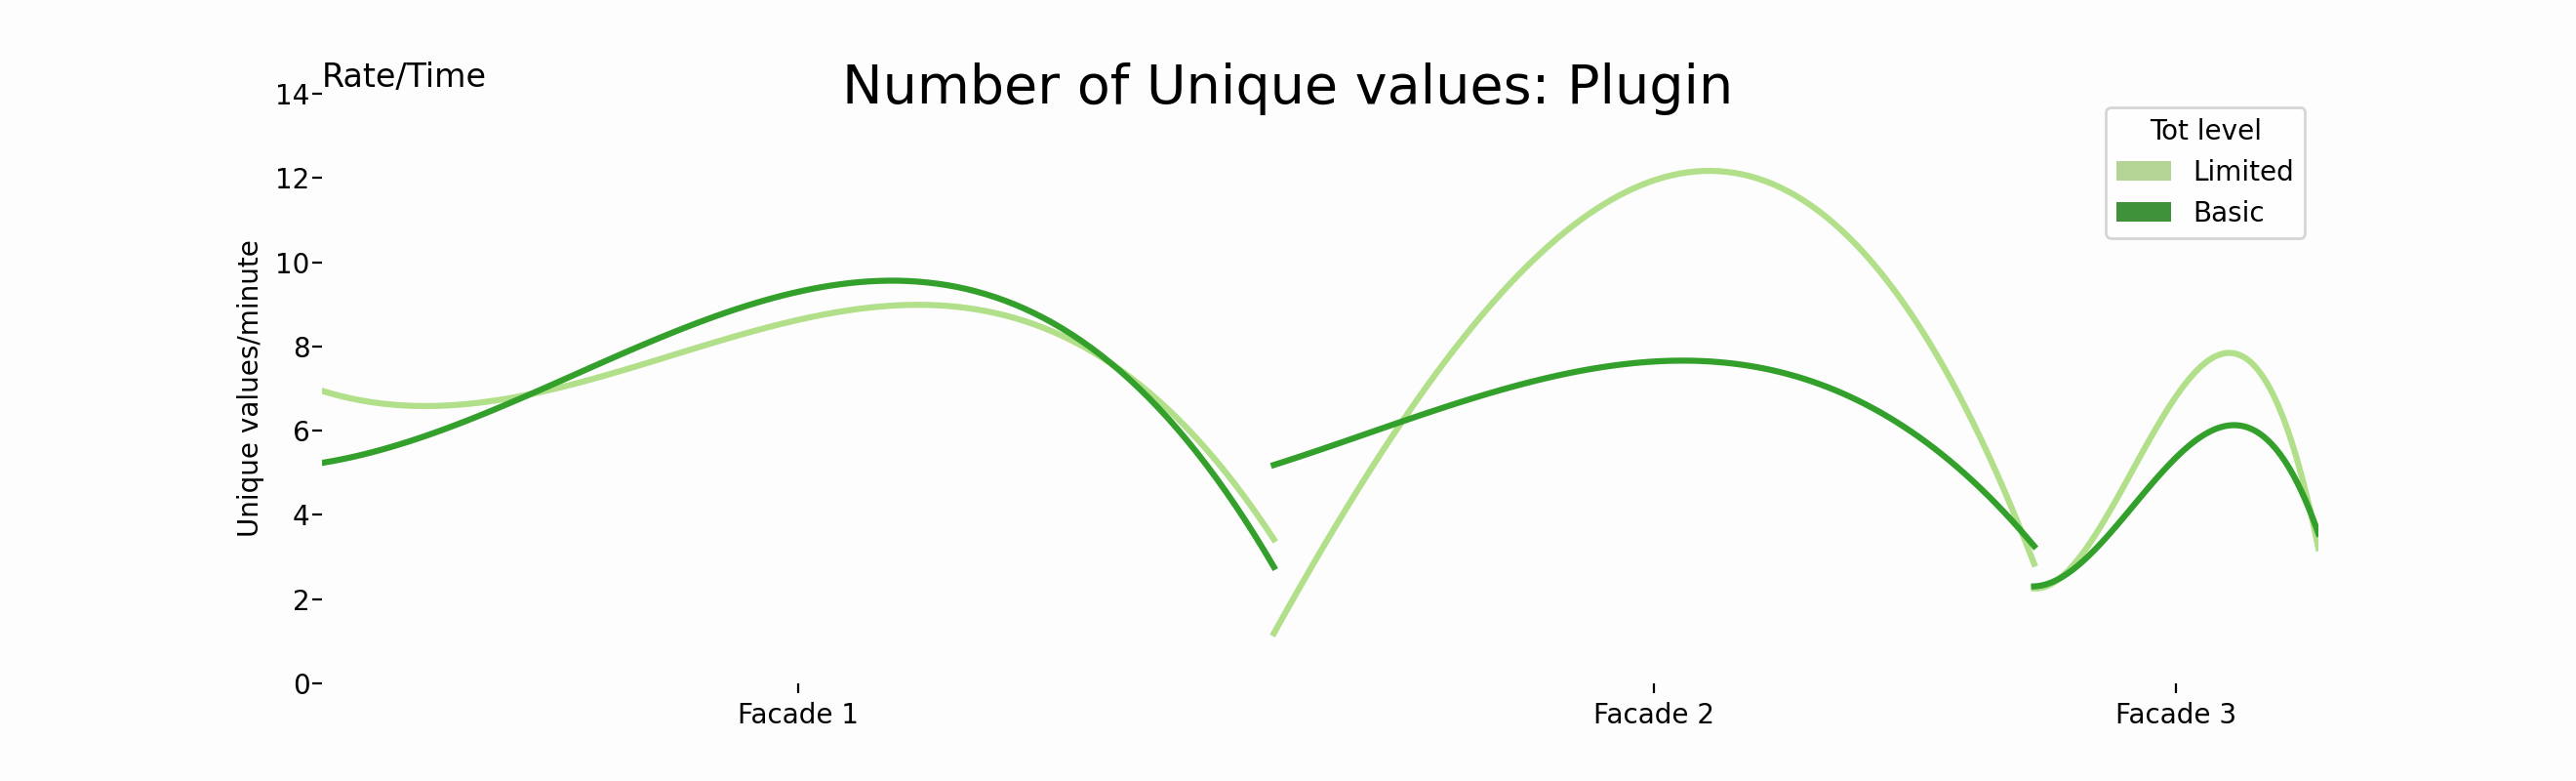 Rate/Time
Number of Unique values: Plugin
Unique values/minute
14
12
10
8
6
4
2
0
Tot level
Limited
Basic
Facade 1
Facade 2
Facade 3